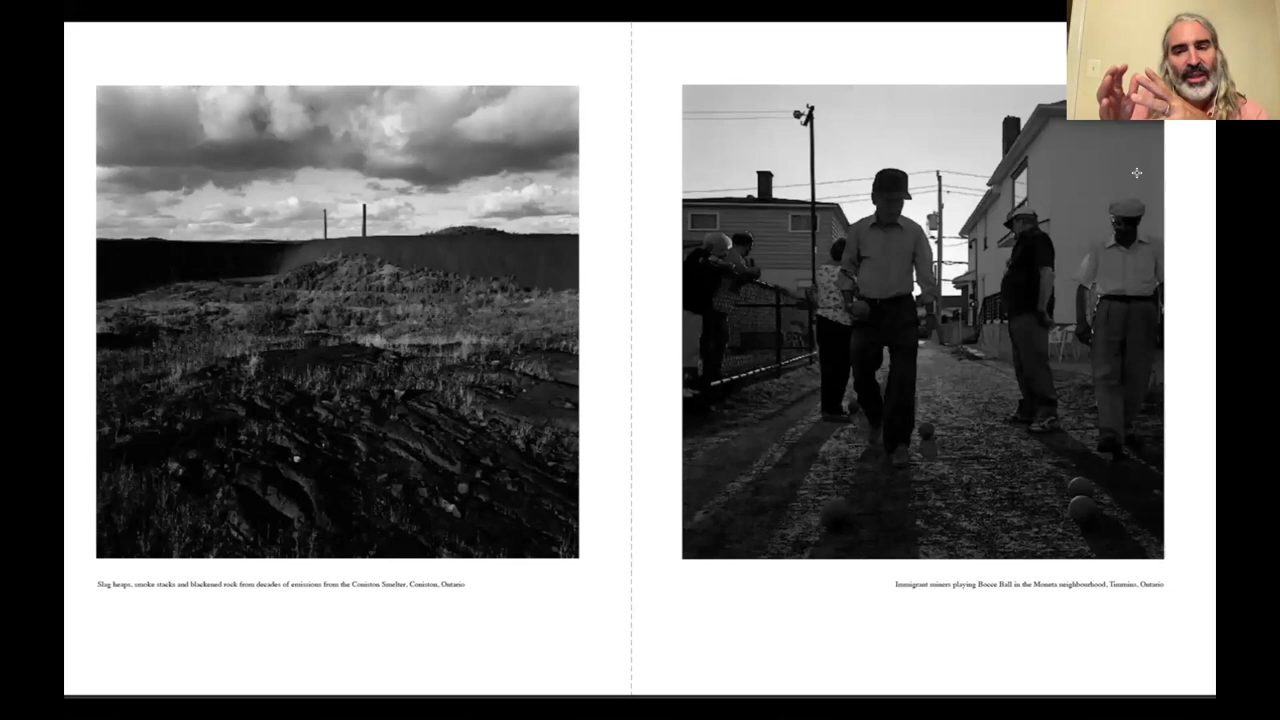 Slag heaps, smoke stacks and blackened rock from decades of emissions from the Coniston Smelter, Coniston, Ontario
Immigrant miners playing Bocce Ball in the Moneta neighbourhood, Timmins, Ontario